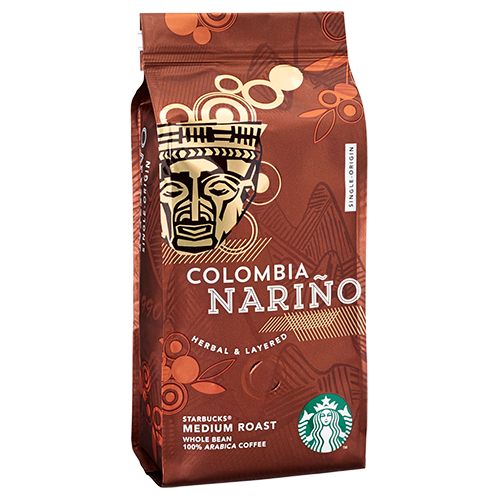 SINGLE-ORIGIN
COLOMBIA
NARIÑO
HERBAL & LAYERED
STARBUCKS®
MEDIUM ROAST
WHOLE BEAN
100% ARABICA COFFEE